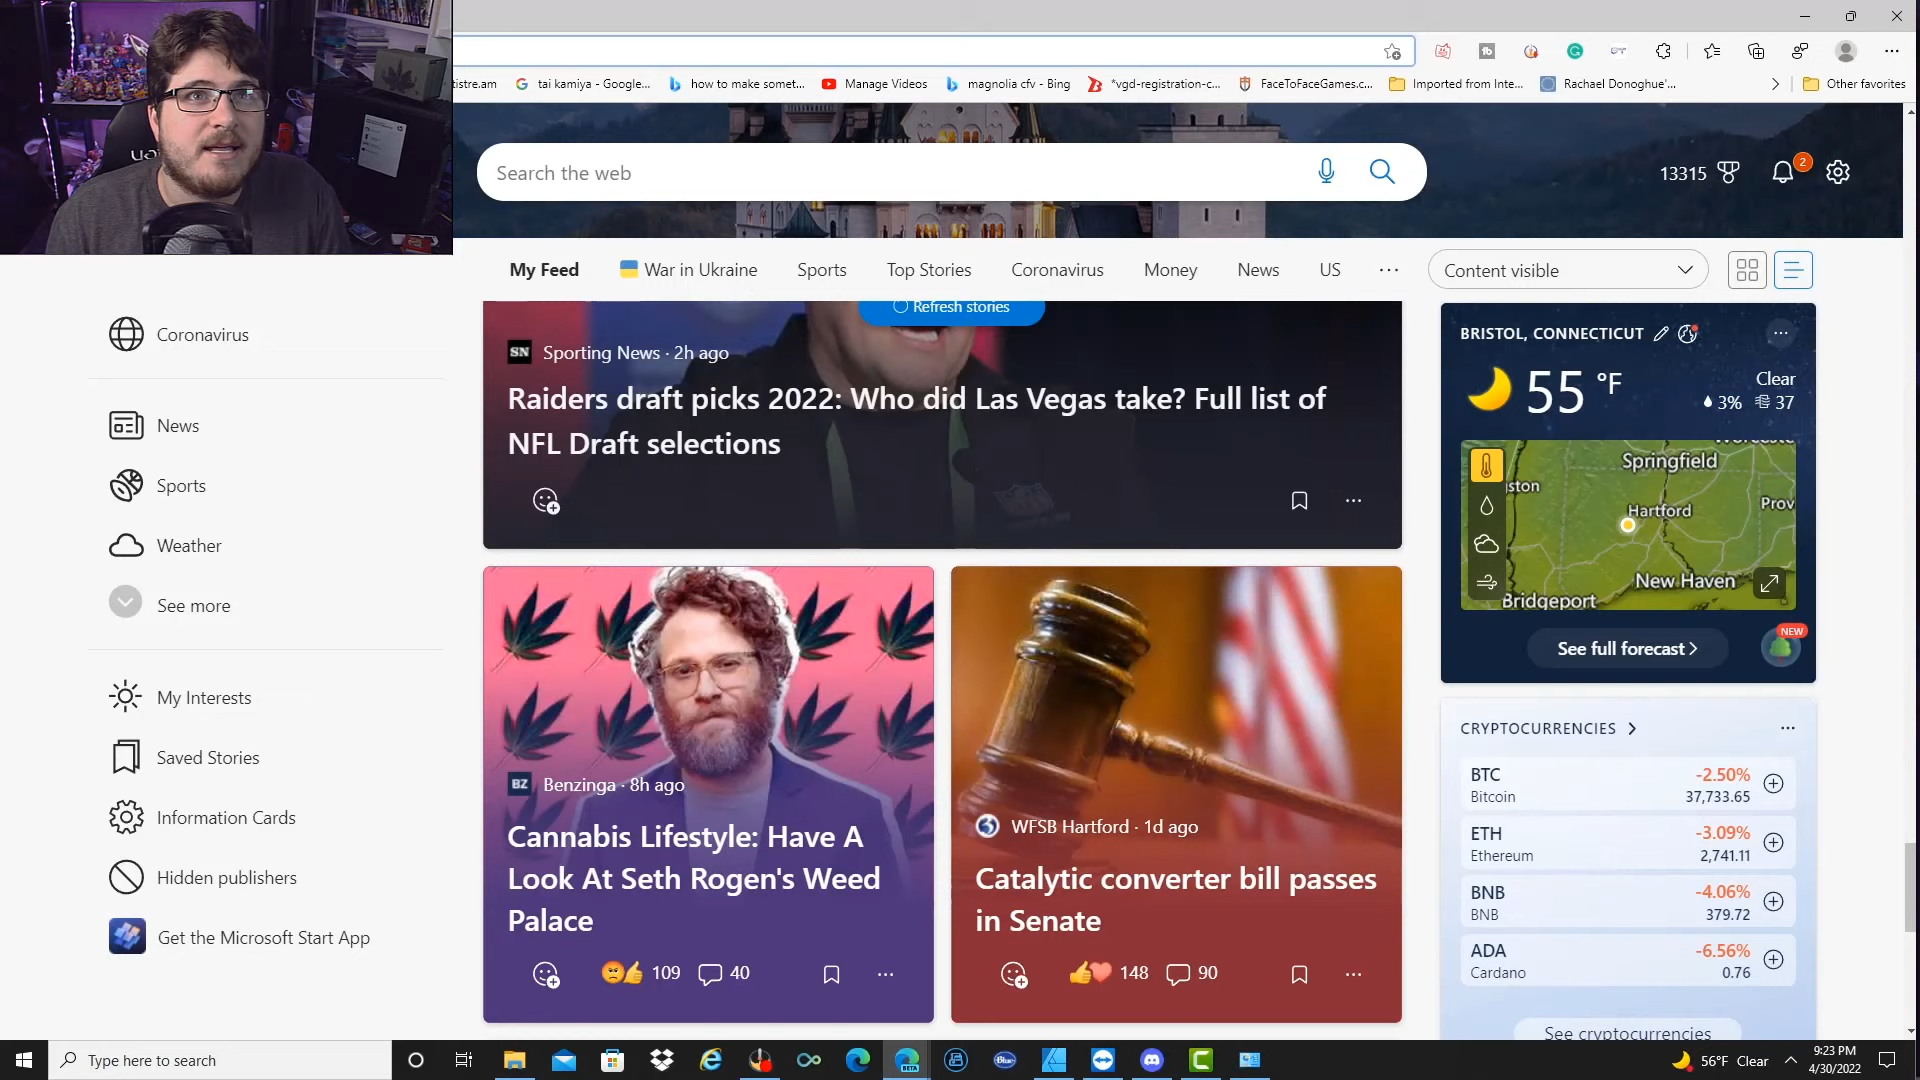 tistre.am
tai kamiya - Google...
how to make somet...
Manage Videos
magnolia cfv - Bing
*vgd-registration-c...
FaceToFaceGames.c...
Imported from Inte...
Rachael Donoghue'...
Other favorites
Search the web
13315
2
My Feed
War in Ukraine
Sports
Top Stories
Coronavirus
Money
News
US
Content visible
Coronavirus
News
Sports
Weather
See more
My Interests
Saved Stories
Information Cards
Hidden publishers
Get the Microsoft Start App
Refresh stories
SN Sporting News · 2h ago
Raiders draft picks 2022: Who did Las Vegas take? Full list of
NFL Draft selections
BZ Benzinga · 8h ago
Cannabis Lifestyle: Have A
Look At Seth Rogen's Weed
Palace
109 40
3 WFSB Hartford · 1d ago
Catalytic converter bill passes
in Senate
148 90
BRISTOL, CONNECTICUT
55 °F
Clear
3% 37
Worceste
Springfield
ston
Prov
Hartford
New Haven
Bridgeport
See full forecast
NEW
CRYPTOCURRENCIES
BTC -2.50%
Bitcoin 37,733.65
ETH -3.09%
Ethereum 2,741.11
BNB -4.06%
BNB 379.72
ADA -6.56%
Cardano 0.76
See cryptocurrencies
Type here to search
BETA
Blue
56°F Clear
9:23 PM
4/30/2022